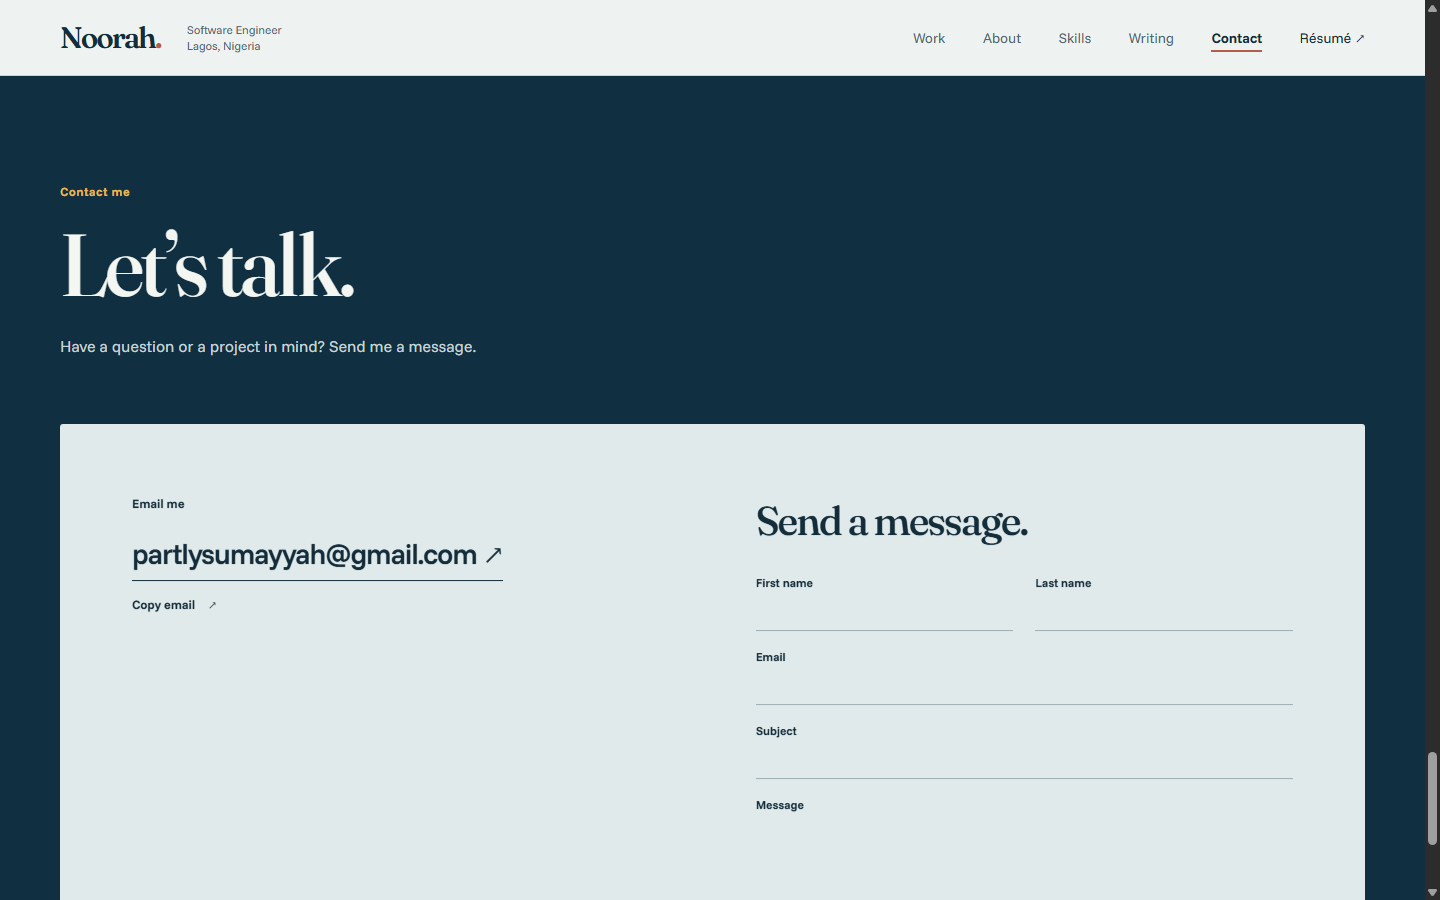 Noorah.
Software Engineer
Lagos, Nigeria
Work
About
Skills
Writing
Contact
Résumé ↗
Contact me
Let’s talk.
Have a question or a project in mind? Send me a message.
Email me
partlysumayyah@gmail.com ↗
Copy email ↗
Send a message.
First name
Last name
Email
Subject
Message